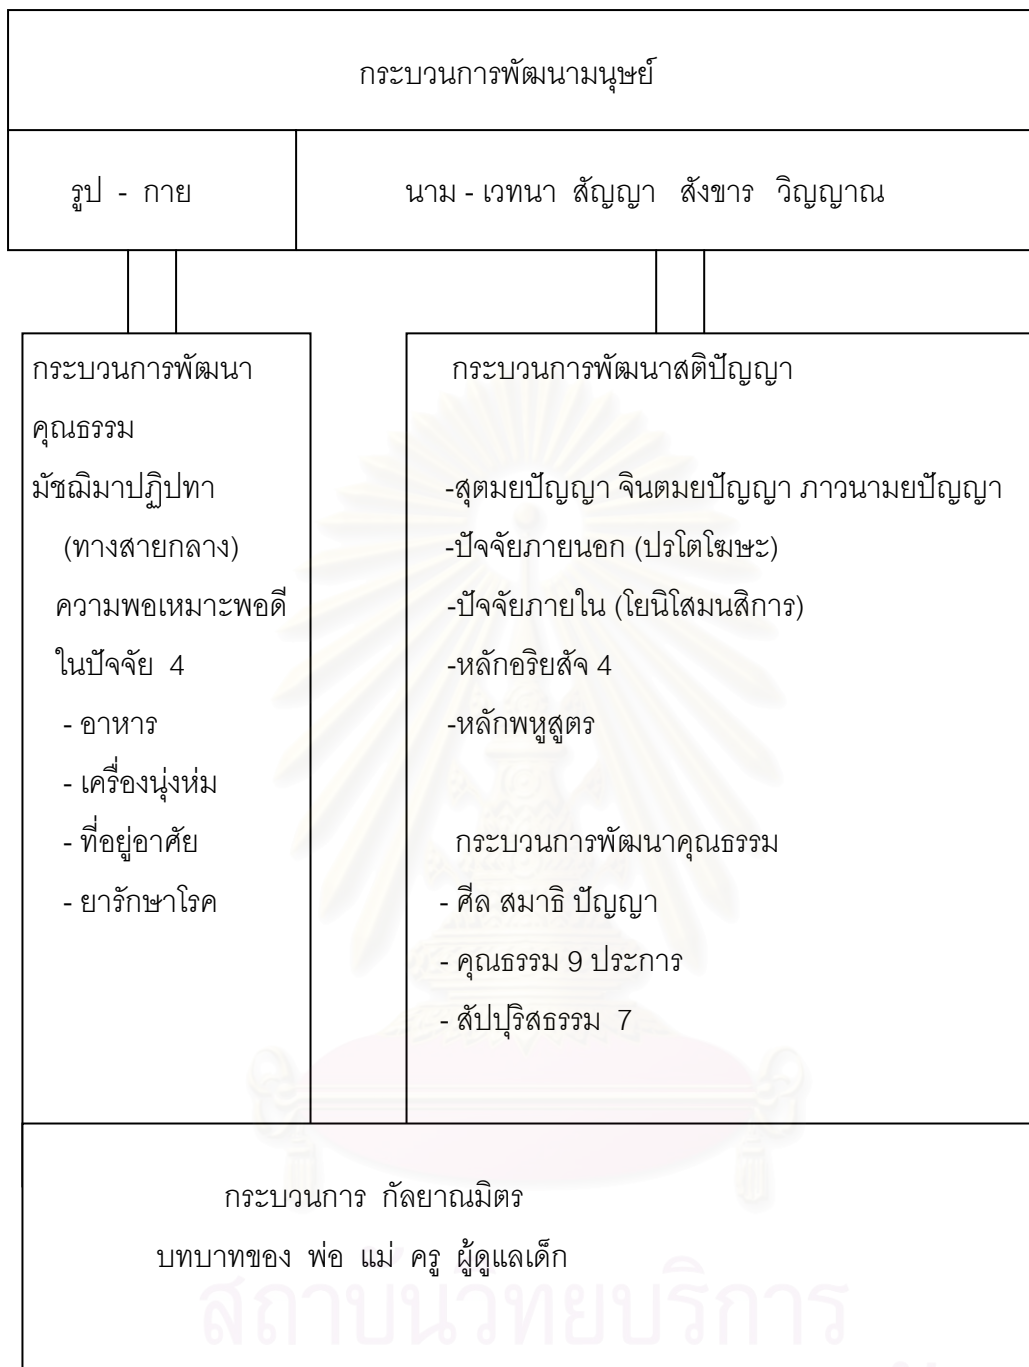 กระบวนการพัฒนามนุษย์
รูป - กาย
นาม - เวทนา สัญญา สังขาร วิญญาณ
กระบวนการพัฒนา
คุณธรรม
มัชฌิมาปฏิปทา
(ทางสายกลาง)
ความพอเหมาะพอดี
ในปัจจัย 4
- อาหาร
- เครื่องนุ่งห่ม
- ที่อยู่อาศัย
- ยารักษาโรค
กระบวนการพัฒนาสติปัญญา
-สุตมยปัญญา จินตมยปัญญา ภาวนามยปัญญา
-ปัจจัยภายนอก (ปรโตโฆษะ)
-ปัจจัยภายใน (โยนิโสมนสิการ)
-หลักอริยสัจ 4
-หลักพหูสูตร
กระบวนการพัฒนาคุณธรรม
- ศีล สมาธิ ปัญญา
- คุณธรรม 9 ประการ
- สัปปุริสธรรม 7
กระบวนการ กัลยาณมิตร
บทบาทของ พ่อ แม่ ครู ผู้ดูแลเด็ก
สถาบันวิทยบริการ